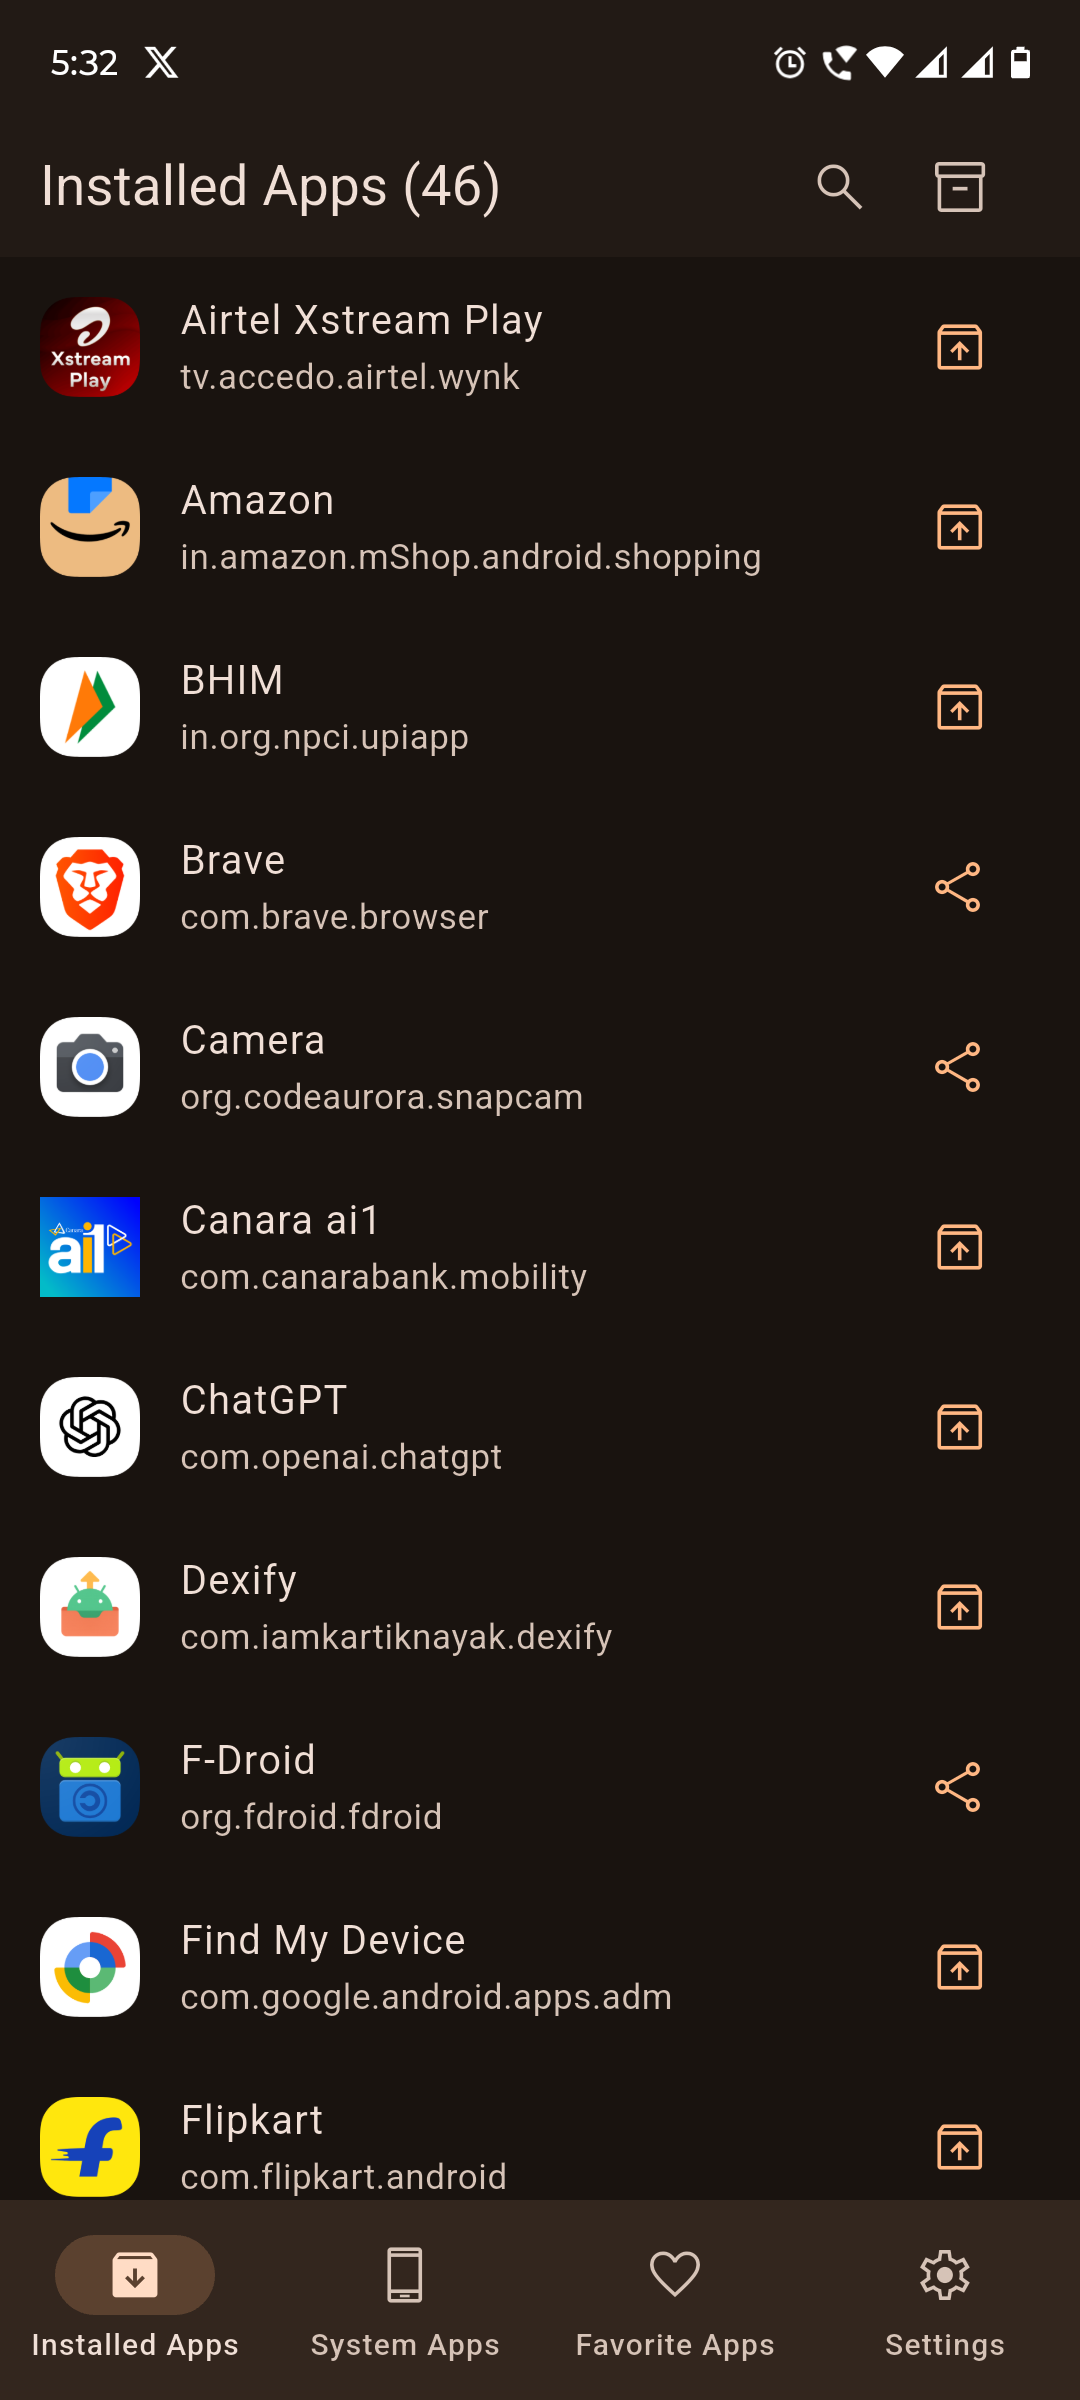 5:32
Installed Apps (46)
Xstream
Play
Airtel Xstream Play
tv.accedo.airtel.wynk
Amazon
in.amazon.mShop.android.shopping
BHIM
in.org.npci.upiapp
Brave
com.brave.browser
Camera
org.codeaurora.snapcam
Canara
ai1
Canara ai1
com.canarabank.mobility
ChatGPT
com.openai.chatgpt
Dexify
com.iamkartiknayak.dexify
F-Droid
org.fdroid.fdroid
Find My Device
com.google.android.apps.adm
Flipkart
com.flipkart.android
Installed Apps
System Apps
Favorite Apps
Settings